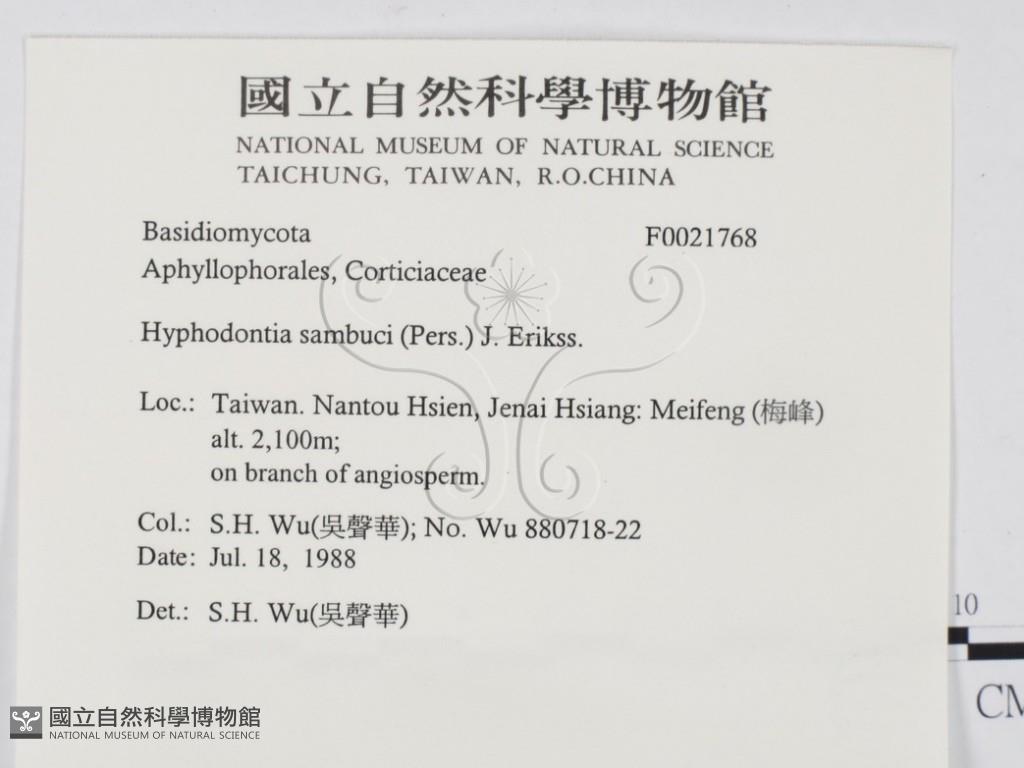 國立自然科學博物館
NATIONAL MUSEUM OF NATURAL SCIENCE
TAICHUNG, TAIWAN, R.O.CHINA
Basidiomycota F0021768
Aphyllophorales, Corticiaceae
Hyphodontia sambuci (Pers.) J. Erikss.
Loc.: Taiwan. Nantou Hsien, Jenai Hsiang: Meifeng (梅峰)
alt. 2,100m;
on branch of angiosperm.
Col.: S.H. Wu(吳聲華); No. Wu 880718-22
Date: Jul. 18, 1988
Det.: S.H. Wu(吳聲華)
10
CM
國立自然科學博物館
NATIONAL MUSEUM OF NATURAL SCIENCE